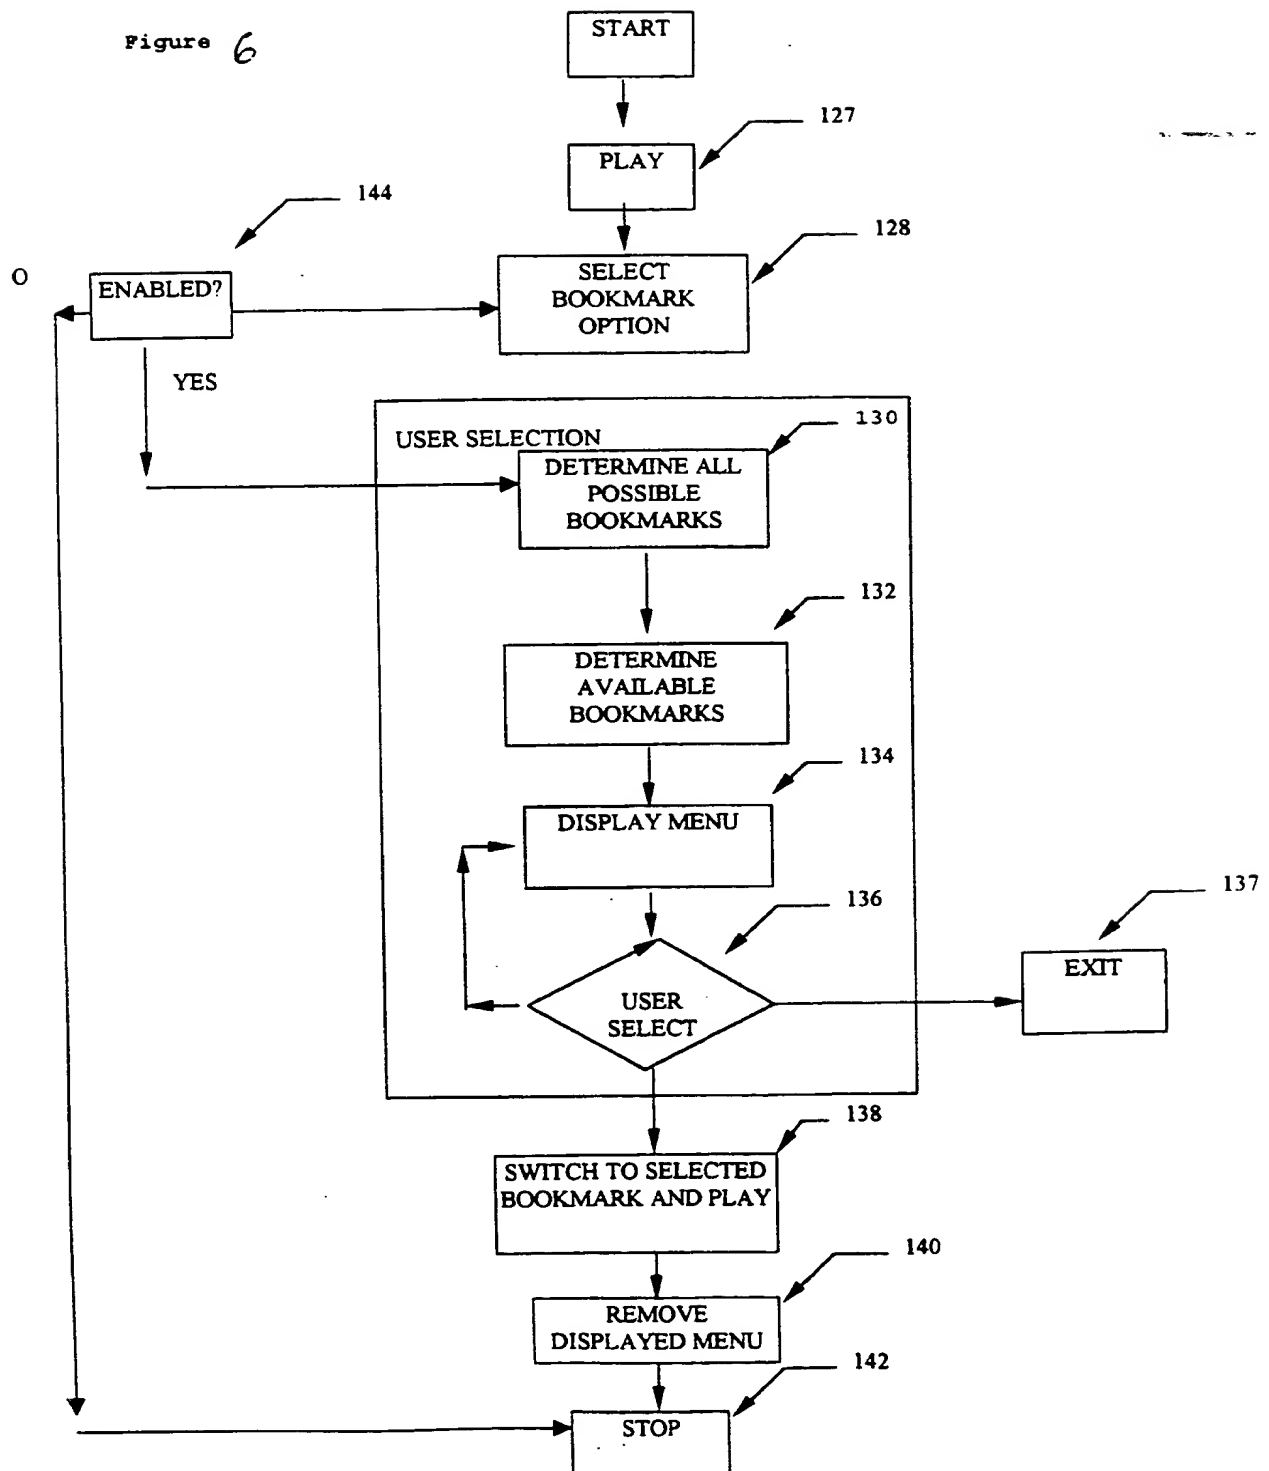 Figure 6
START
127
PLAY
144
128
O
ENABLED?
SELECT
BOOKMARK
OPTION
YES
130
USER SELECTION
DETERMINE ALL
POSSIBLE
BOOKMARKS
132
DETERMINE
AVAILABLE
BOOKMARKS
134
DISPLAY MENU
136
137
EXIT
USER
SELECT
138
SWITCH TO SELECTED
BOOKMARK AND PLAY
140
REMOVE
DISPLAYED MENU
142
STOP